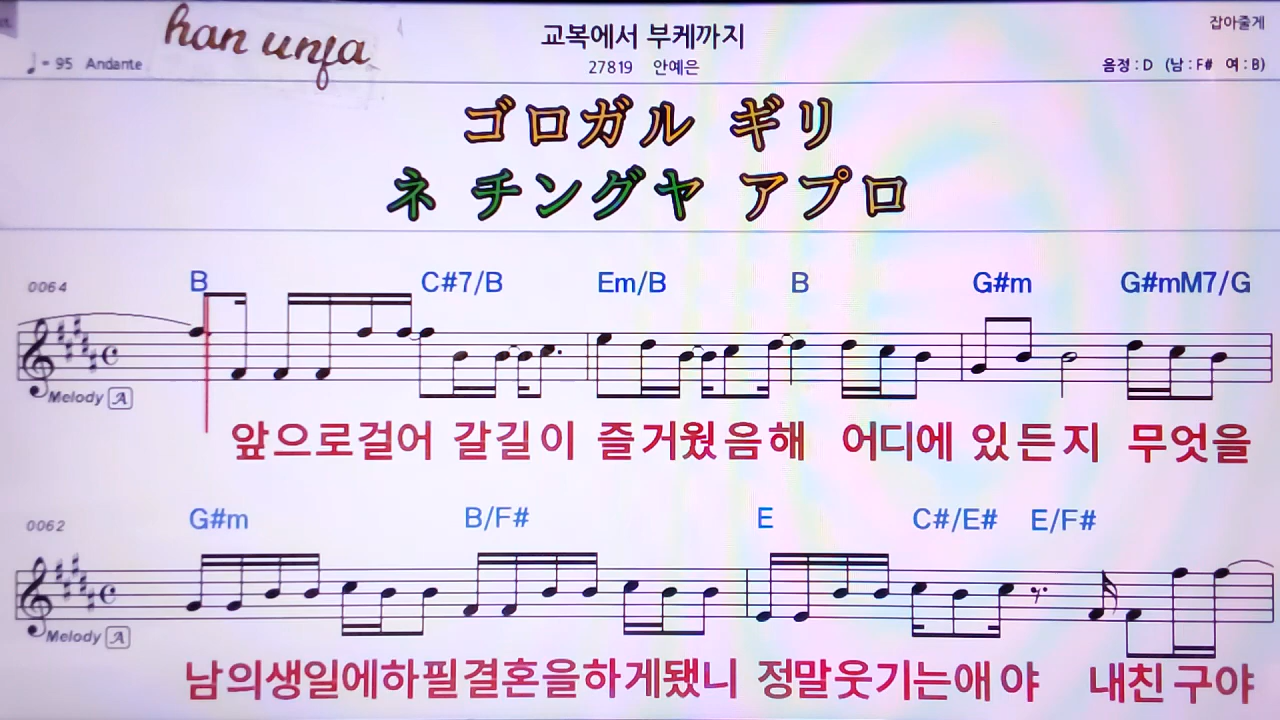 han unfa
교복에서 부케까지
잡아줄게
♩= 95 Andante
27819 안예은
음정 : D (남 : F# 여 : B)
ゴロガル ギリ
ネ チングヤ アプロ
0064
B C#7/B Em/B B G#m G#mM7/G
Melody A
앞으로걸어 갈길이 즐거웠음해 어디에 있든지 무엇을
0062
G#m B/F# E C#/E# E/F#
Melody A
남의생일에하필결혼을하게됐니 정말웃기는애야 내친구야